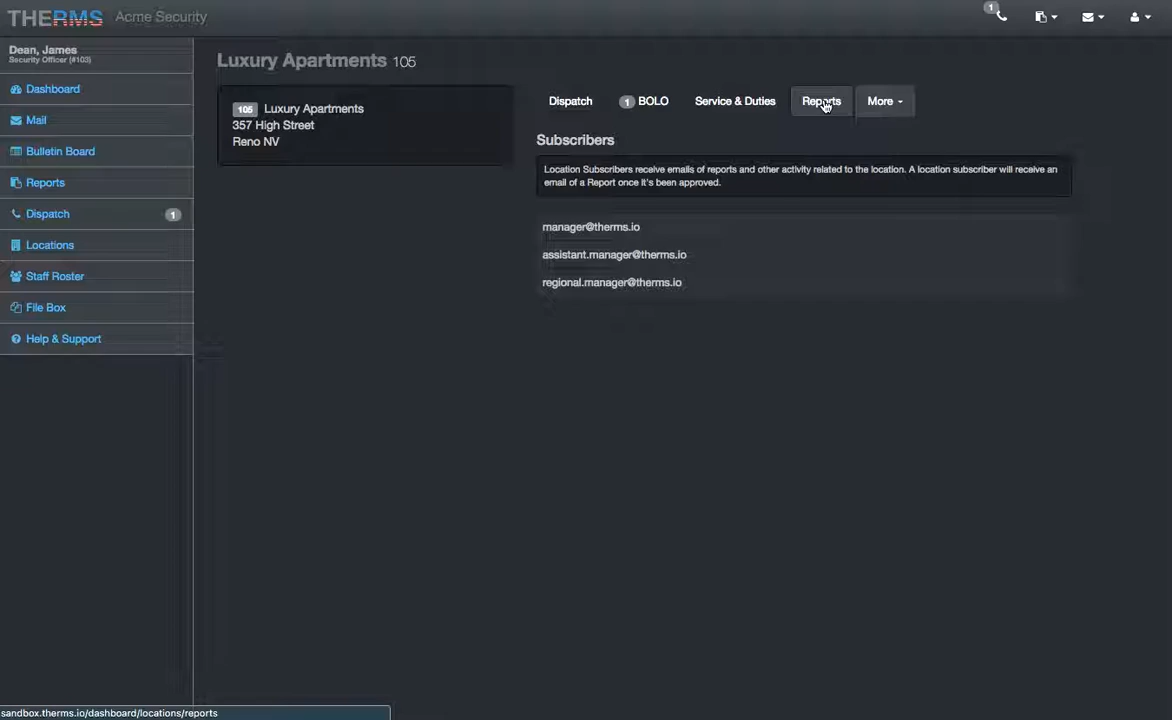 THERMS Acme Security
1
Dean, James
Security Officer (#103)
Dashboard
Mail
Bulletin Board
Reports
Dispatch 1
Locations
Staff Roster
File Box
Help & Support
Luxury Apartments 105
105 Luxury Apartments
357 High Street
Reno NV
Dispatch 1 BOLO Service & Duties Reports More
Subscribers
Location Subscribers receive emails of reports and other activity related to the location. A location subscriber will receive an
email of a Report once it's been approved.
manager@therms.io
assistant.manager@therms.io
regional.manager@therms.io
sandbox.therms.io/dashboard/locations/reports